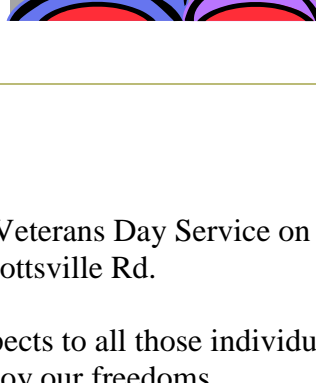 Veterans Day Service on
ottsville Rd.
pects to all those individu
oy our freedoms